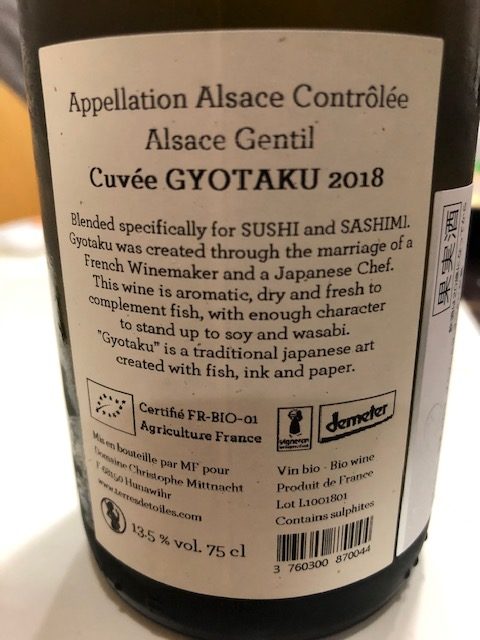 Appellation Alsace Contrôlée
Alsace Gentil
Cuvée GYOTAKU 2018
Blended specifically for SUSHI and SASHIMI.
Gyotaku was created through the marriage of a
French Winemaker and a Japanese Chef.
This wine is aromatic, dry and fresh to
complement fish, with enough character
to stand up to soy and wasabi.
"Gyotaku" is a traditional japanese art
created with fish, ink and paper.
Certifié FR-BIO-01
Agriculture France
vigneron
demeter
Mis en bouteille par MF pour
Domaine Christophe Mittnacht
F-68150 Hunawihr
www.terresdetoiles.com
13.5 % vol. 75 cl
Vin bio - Bio wine
Produit de France
Lot L1001801
Contains sulphites
3 760300 870044
果実酒